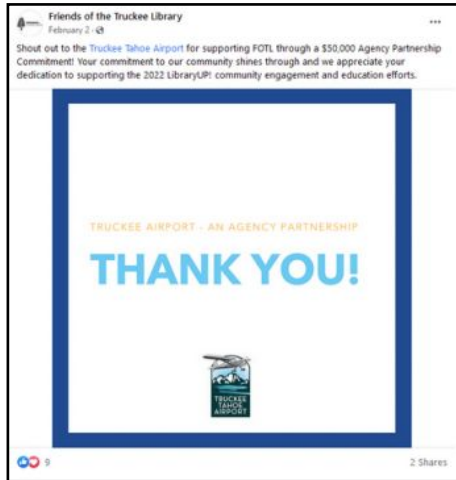 Friends of the Truckee Library
February 2 ·
Shout out to the Truckee Tahoe Airport for supporting FOTL through a $50,000 Agency Partnership
Commitment! Your commitment to our community shines through and we appreciate your
dedication to supporting the 2022 LibraryUP! community engagement and education efforts.
TRUCKEE AIRPORT - AN AGENCY PARTNERSHIP
THANK YOU!
TRUCKEE
TAHOE
AIRPORT
9
2 Shares